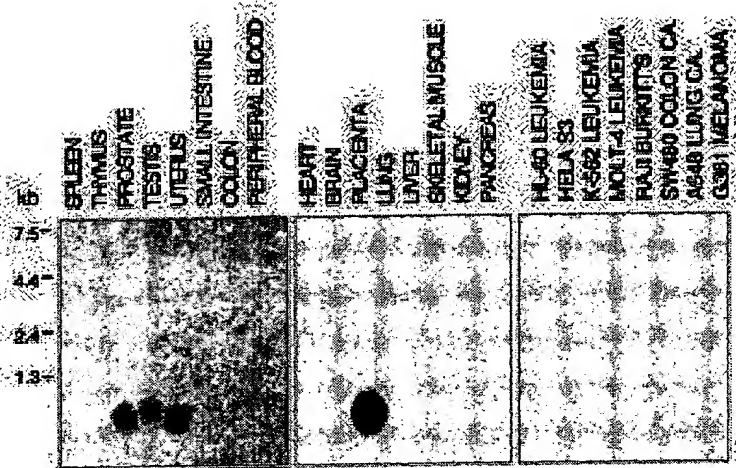 SPLEEN
THYMUS
PROSTATE
TESTIS
UTERUS
SMALL INTESTINE
COLON
PERIPHERAL BLOOD
HEART
BRAIN
PLACENTA
LUNG
LIVER
SKELETAL MUSCLE
KIDNEY
PANCREAS
HL-60 LEUKEMIA
HELA S3
K-562 LEUKEMIA
MOLT-4 LEUKEMIA
RAJI BURKITT'S
SW480 COLON CA.
A549 LUNG CA.
G361 MELANOMA
7.5-
4.4-
2.4-
1.3-